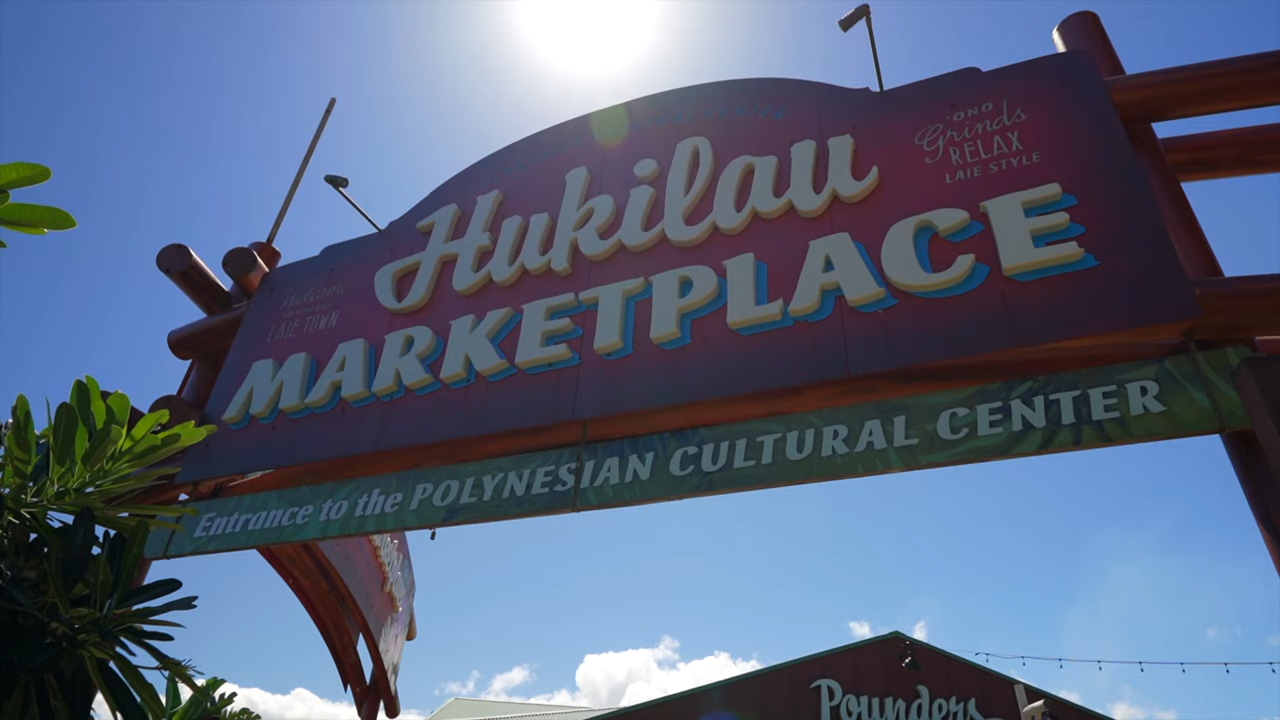 Hukilau
MARKETPLACE
'ONO
Grinds
RELAX
LAIE STYLE
Welcome
LAIE TOWN
Entrance to the POLYNESIAN CULTURAL CENTER
Pounders